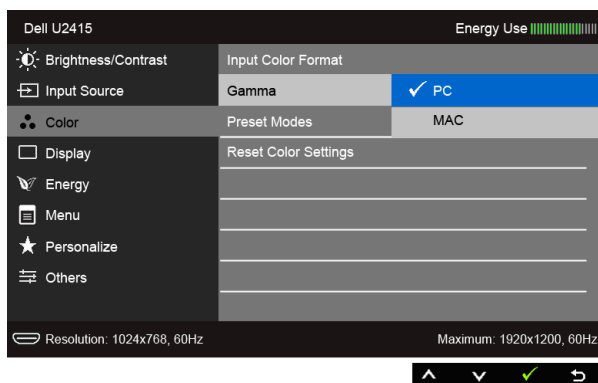 Dell U2415 Energy Use
Brightness/Contrast Input Color Format
Input Source Gamma PC
Color Preset Modes MAC
Display Reset Color Settings
Energy
Menu
Personalize
Others
Resolution: 1024x768, 60Hz Maximum: 1920x1200, 60Hz